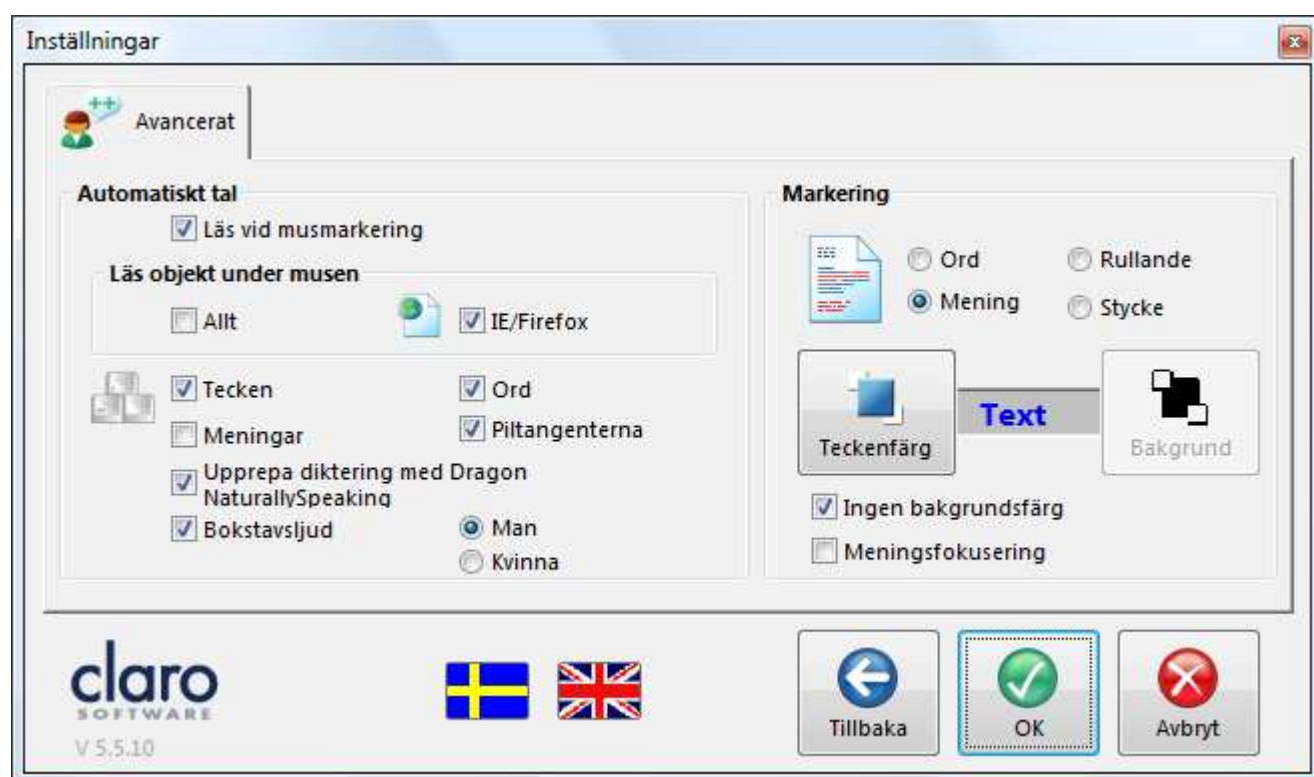 Inställningar
++
Avancerat
Automatiskt tal
Läs vid musmarkering
Läs objekt under musen
Allt
IE/Firefox
Tecken
Ord
Meningar
Piltangenterna
Upprepa diktering med Dragon
NaturallySpeaking
Bokstavsljud
Man
Kvinna
Markering
Ord
Rullande
Mening
Stycke
Teckenfärg
Text
Bakgrund
Ingen bakgrundsfärg
Meningsfokusering
claro
SOFTWARE
V 5.5.10
Tillbaka
OK
Avbryt